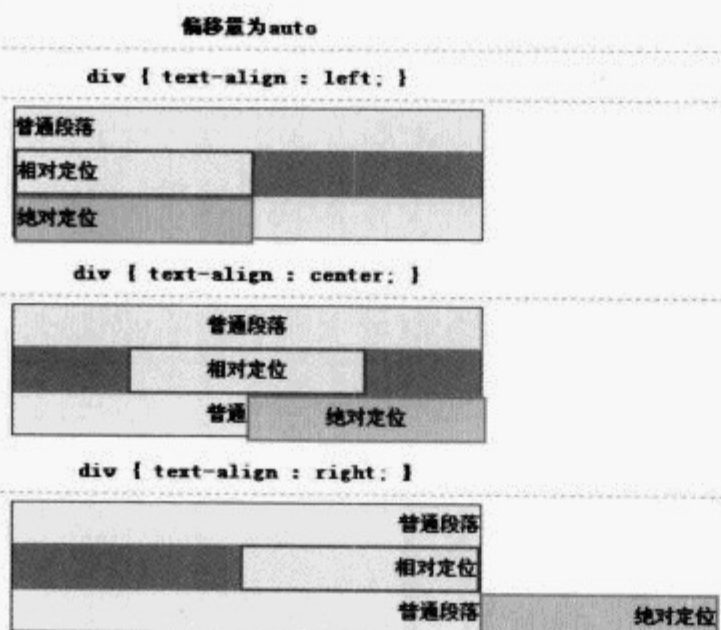 偏移量为auto
div { text-align : left; }
普通段落
相对定位
绝对定位
div { text-align : center; }
普通段落
相对定位
普通
绝对定位
div { text-align : right; }
普通段落
相对定位
普通段落
绝对定位